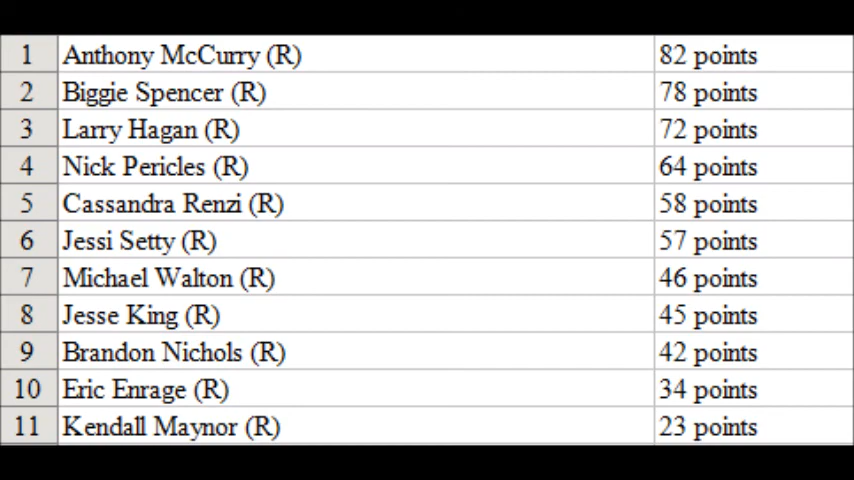 1 Anthony McCurry (R) 82 points
2 Biggie Spencer (R) 78 points
3 Larry Hagan (R) 72 points
4 Nick Pericles (R) 64 points
5 Cassandra Renzi (R) 58 points
6 Jessi Setty (R) 57 points
7 Michael Walton (R) 46 points
8 Jesse King (R) 45 points
9 Brandon Nichols (R) 42 points
10 Eric Enrage (R) 34 points
11 Kendall Maynor (R) 23 points